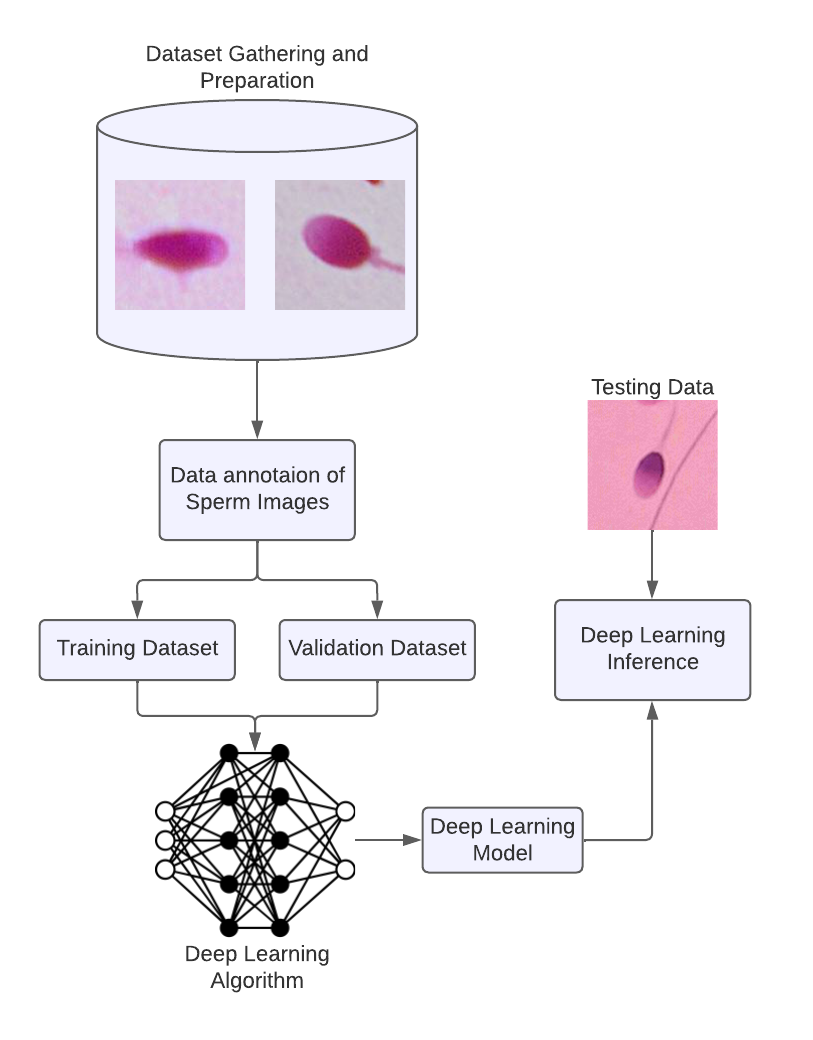 Dataset Gathering and
Preparation
Testing Data
Data annotaion of
Sperm Images
Training Dataset
Validation Dataset
Deep Learning
Inference
Deep Learning
Model
Deep Learning
Algorithm